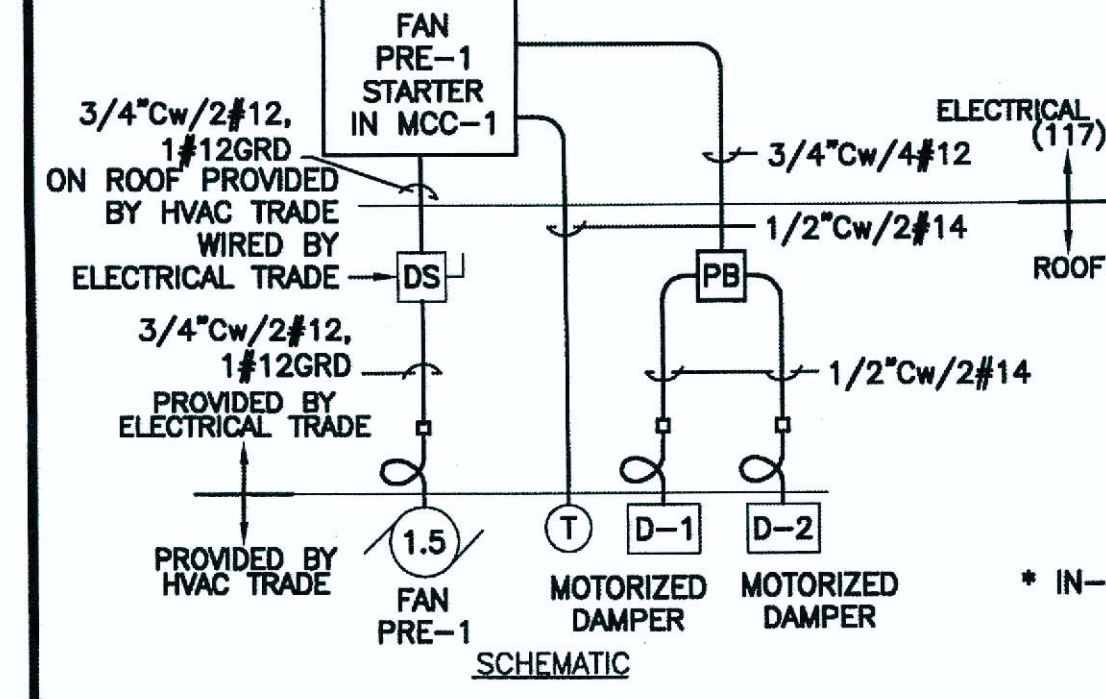 FAN
PRE-1
STARTER
IN MCC-1
3/4"Cw/2#12,
1#12GRD
ON ROOF PROVIDED
BY HVAC TRADE
WIRED BY
ELECTRICAL TRADE
DS
3/4"Cw/4#12
1/2"Cw/2#14
ELECTRICAL
(117)
ROOF
PB
3/4"Cw/2#12,
1#12GRD
1/2"Cw/2#14
PROVIDED BY
ELECTRICAL TRADE
PROVIDED BY
HVAC TRADE
1.5
FAN
PRE-1
T
D-1
MOTORIZED
DAMPER
D-2
MOTORIZED
DAMPER
* IN-
SCHEMATIC